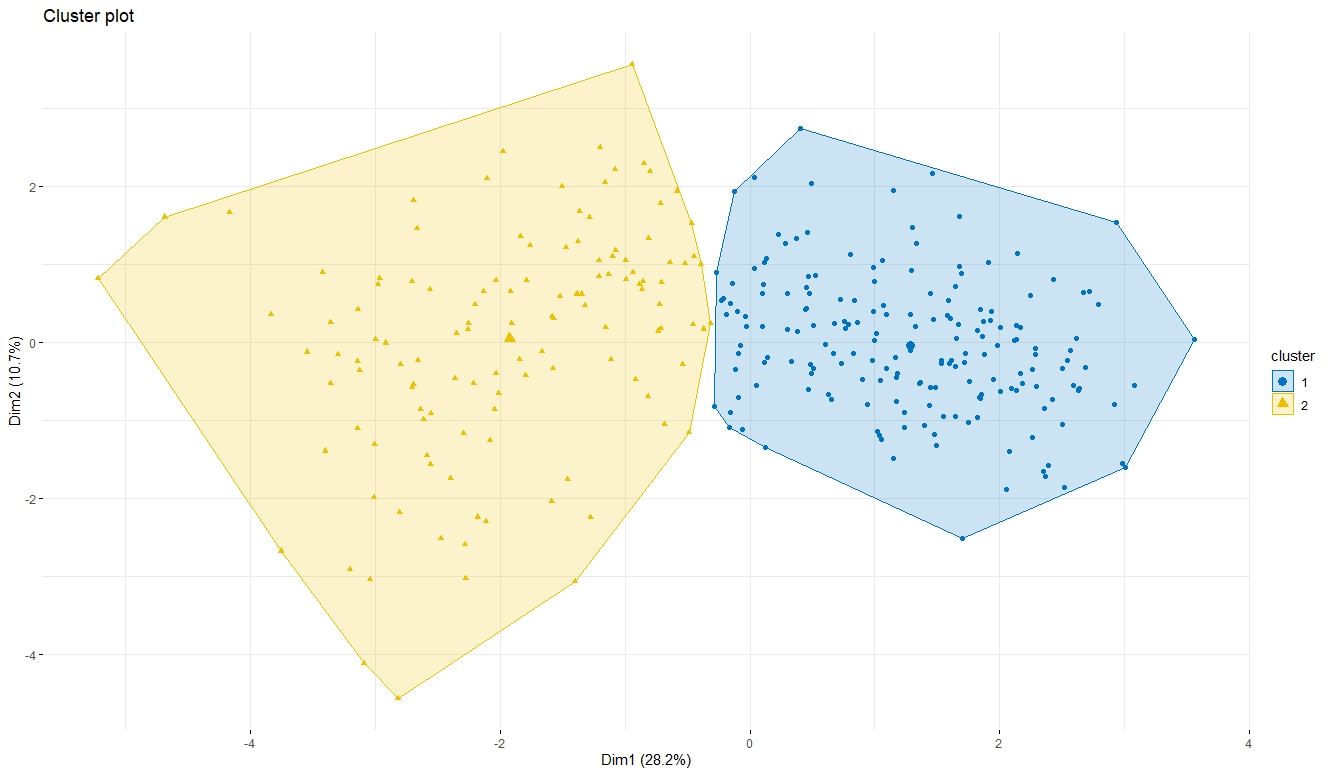 Cluster plot
Dim2 (10.7%)
2
0
-2
-4
-4
-2
0
2
4
Dim1 (28.2%)
cluster
1
2